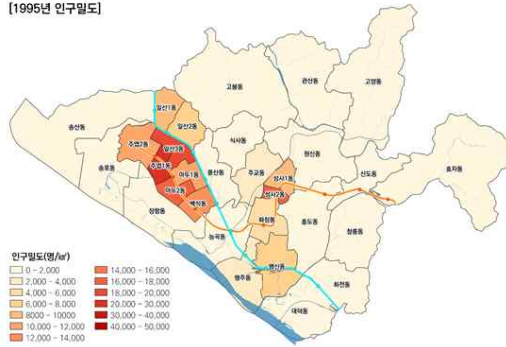 [1995년 인구밀도]
고봉동
관산동
고양동
송산동
일산1동
일산2동
주엽2동
일산3동
식사동
원신동
효자동
송포동
주엽1동
마두1동
풍산동
주교동
성사1동
신도동
마두2동
성사2동
장항동
백석동
화정동
흥도동
창릉동
능곡동
행신동
행주동
화전동
대덕동
인구밀도(명/㎢)
0 – 2,000
2,000 – 4,000
4,000 – 6,000
6,000 – 8,000
8000 – 10000
10,000 – 12,000
12,000 – 14,000
14,000 – 16,000
16,000 – 18,000
18,000 – 20,000
20,000 – 30,000
30,000 – 40,000
40,000 – 50,000